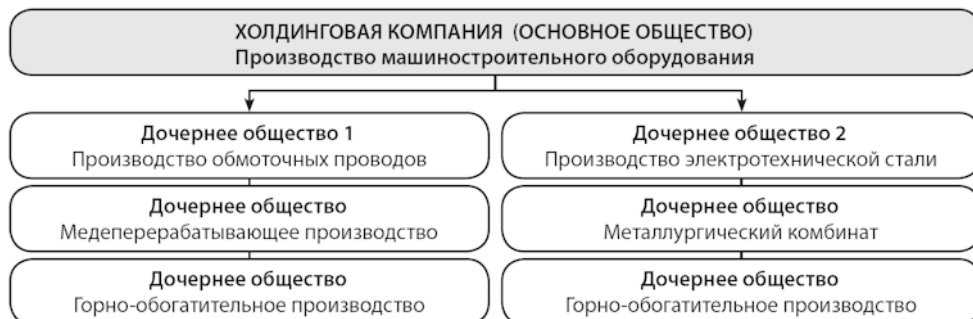 ХОЛДИНГОВАЯ КОМПАНИЯ (ОСНОВНОЕ ОБЩЕСТВО)
Производство машиностроительного оборудования
Дочернее общество 1
Производство обмоточных проводов
Дочернее общество 2
Производство электротехнической стали
Дочернее общество
Медеперерабатывающее производство
Дочернее общество
Металлургический комбинат
Дочернее общество
Горно-обогатительное производство
Дочернее общество
Горно-обогатительное производство